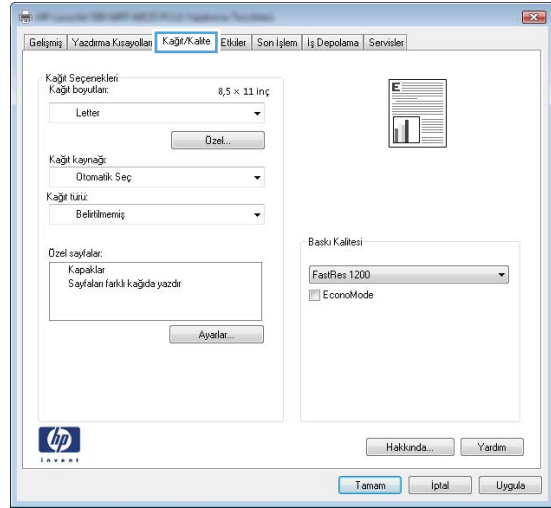 Gelişmiş Yazdırma Kısayolları Kağıt/Kalite Etkiler Son İşlem İş Depolama Servisler
Kağıt Seçenekleri
Kağıt boyutları: 8,5 × 11 inç
Letter
Özel...
Kağıt kaynağı:
Otomatik Seç
Kağıt türü:
Belirtilmemiş
Özel sayfalar:
Kapaklar
Sayfaları farklı kağıda yazdır
Ayarlar...
E
Baskı Kalitesi
FastRes 1200
EconoMode
hp
invent
Hakkında... Yardım
Tamam İptal Uygula